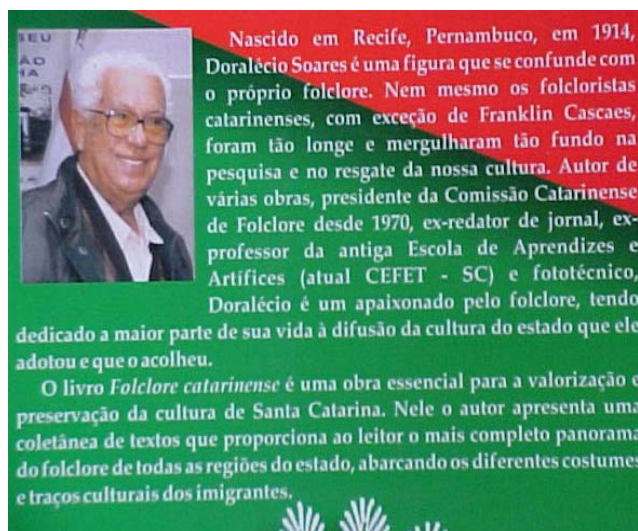 SEU
ÃO
HA
Nascido em Recife, Pernambuco, em 1914,
Doralécio Soares é uma figura que se confunde com
o próprio folclore. Nem mesmo os folcloristas
catarinenses, com exceção de Franklin Cascaes,
foram tão longe e mergulharam tão fundo na
pesquisa e no resgate da nossa cultura. Autor de
várias obras, presidente da Comissão Catarinense
de Folclore desde 1970, ex-redator de jornal, ex-
professor da antiga Escola de Aprendizes e
Artífices (atual CEFET - SC) e fototécnico,
Doralécio é um apaixonado pelo folclore, tendo
dedicado a maior parte de sua vida à difusão da cultura do estado que ele
adotou e que o acolheu.
O livro Folclore catarinense é uma obra essencial para a valorização e
preservação da cultura de Santa Catarina. Nele o autor apresenta uma
coletânea de textos que proporciona ao leitor o mais completo panorama
do folclore de todas as regiões do estado, abarcando os diferentes costumes
e traços culturais dos imigrantes.